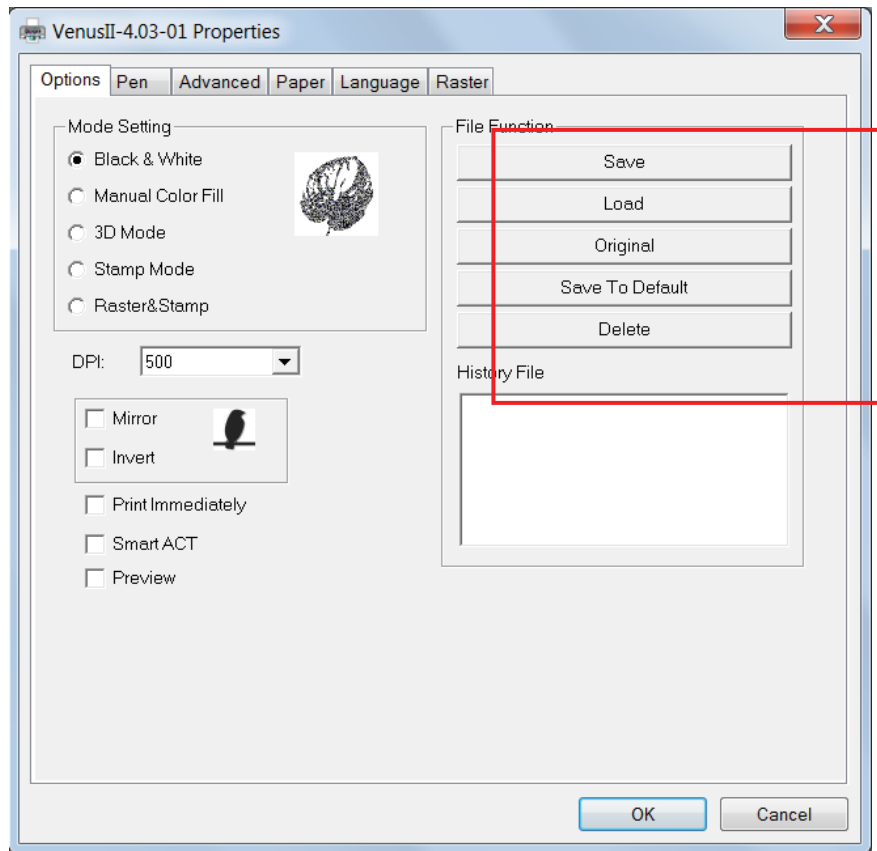 VenusII-4.03-01 Properties
X
Options Pen Advanced Paper Language Raster
Mode Setting
Black & White
Manual Color Fill
3D Mode
Stamp Mode
Raster&Stamp
DPI: 500
Mirror
Invert
Print Immediately
Smart ACT
Preview
File Function
Save
Load
Original
Save To Default
Delete
History File
OK Cancel